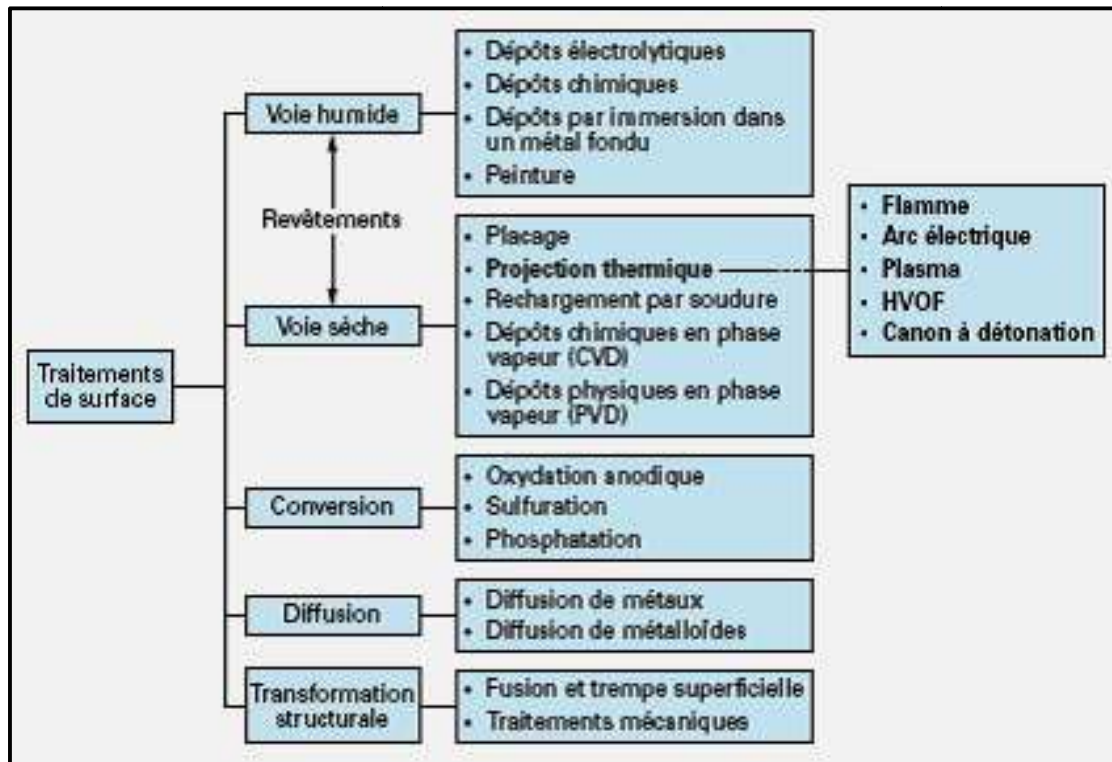 Traitements
de surface
Voie humide
Revêtements
Voie sèche
Conversion
Diffusion
Transformation
structurale
• Dépôts électrolytiques
• Dépôts chimiques
• Dépôts par immersion dans
un métal fondu
• Peinture
• Placage
• Projection thermique
• Rechargement par soudure
• Dépôts chimiques en phase
vapeur (CVD)
• Dépôts physiques en phase
vapeur (PVD)
• Flamme
• Arc électrique
• Plasma
• HVOF
• Canon à détonation
• Oxydation anodique
• Sulfuration
• Phosphatation
• Diffusion de métaux
• Diffusion de métalloïdes
• Fusion et trempe superficielle
• Traitements mécaniques